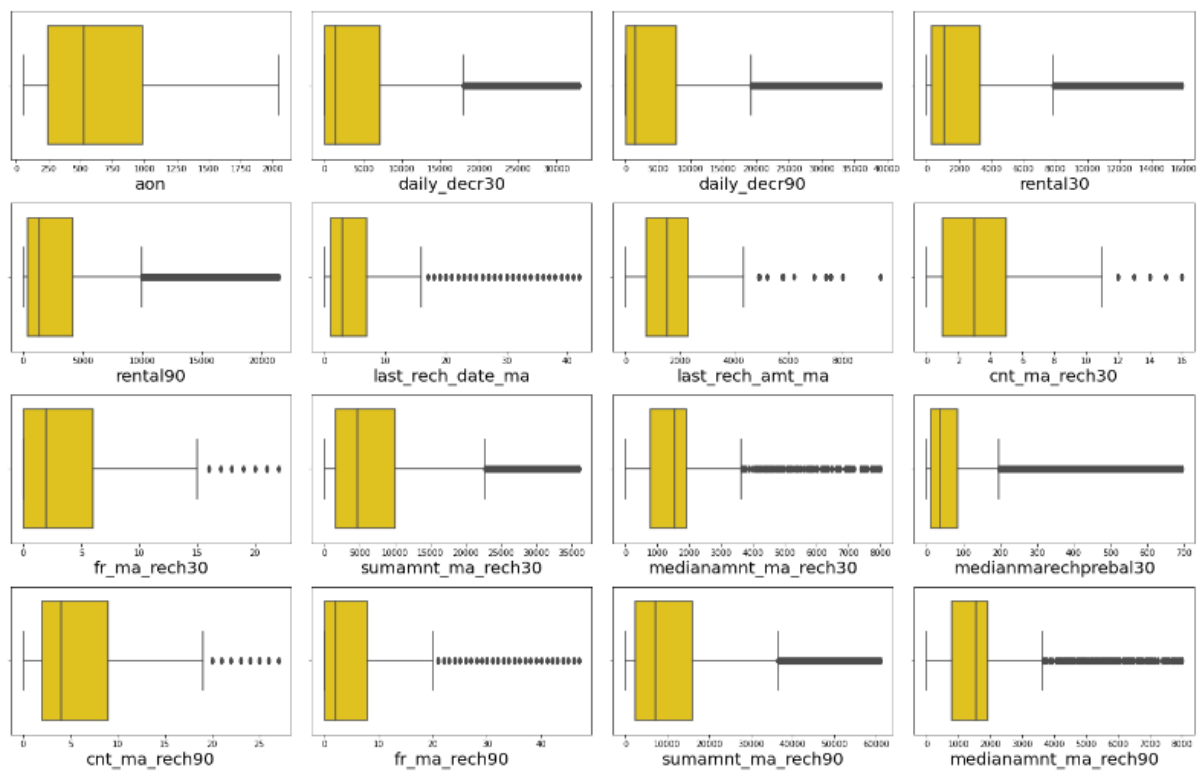 250 500 750 1000 1250 1500 1750 2000
aon
0 5000 10000 15000 20000 25000 30000
daily_decr30
0 5000 10000 15000 20000 25000 30000 35000 40000
daily_decr90
0 2000 4000 6000 8000 10000 12000 14000 16000
rental30
0 5000 10000 15000 20000
rental90
0 10 20 30 40
last_rech_date_ma
0 2000 4000 6000 8000
last_rech_amt_ma
0 2 4 6 8 10 12 14 16
cnt_ma_rech30
0 5 10 15 20
fr_ma_rech30
0 5000 10000 15000 20000 25000 30000 35000
sumamnt_ma_rech30
0 1000 2000 3000 4000 5000 6000 7000 8000
medianamnt_ma_rech30
0 100 200 300 400 500 600 700
medianmarechprebal30
0 5 10 15 20 25
cnt_ma_rech90
0 10 20 30 40
fr_ma_rech90
0 10000 20000 30000 40000 50000 60000
sumamnt_ma_rech90
0 1000 2000 3000 4000 5000 6000 7000 8000
medianamnt_ma_rech90